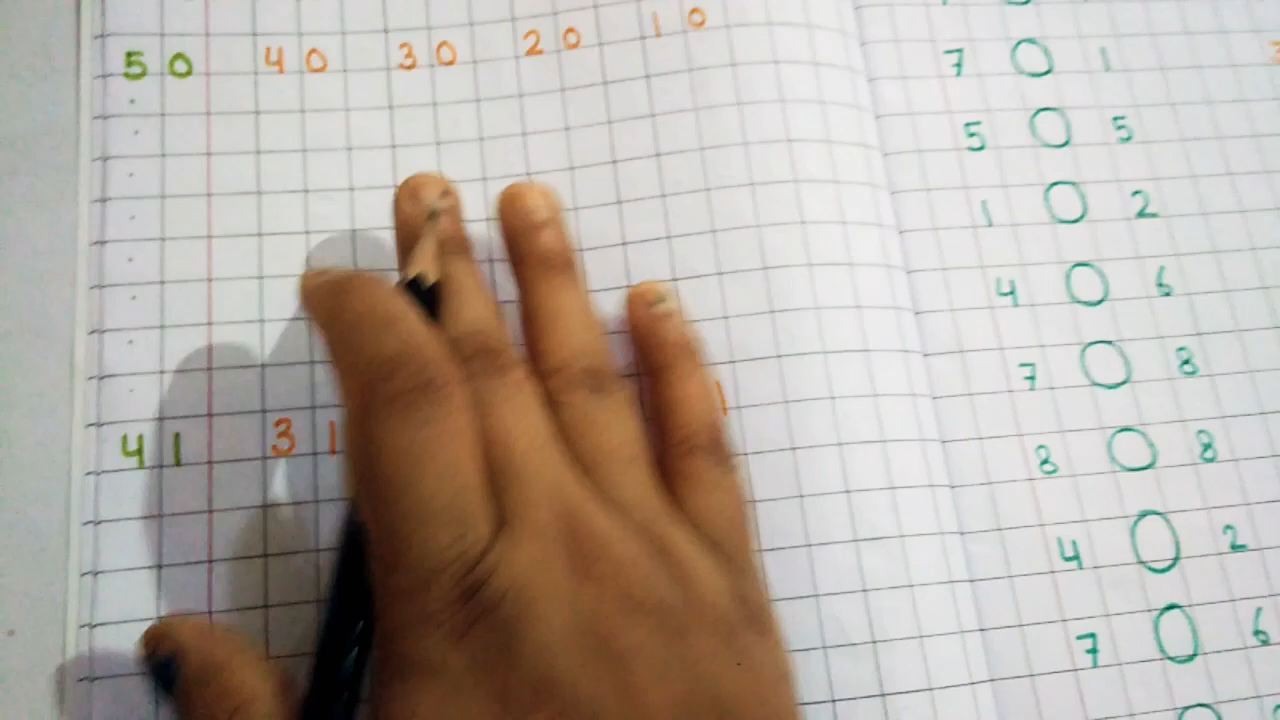 50 40 30 20 10
41 31 1
7 O 1
5 O 5
1 O 2
4 O 6
7 O 8
8 O 8
4 O 2
7 O 6